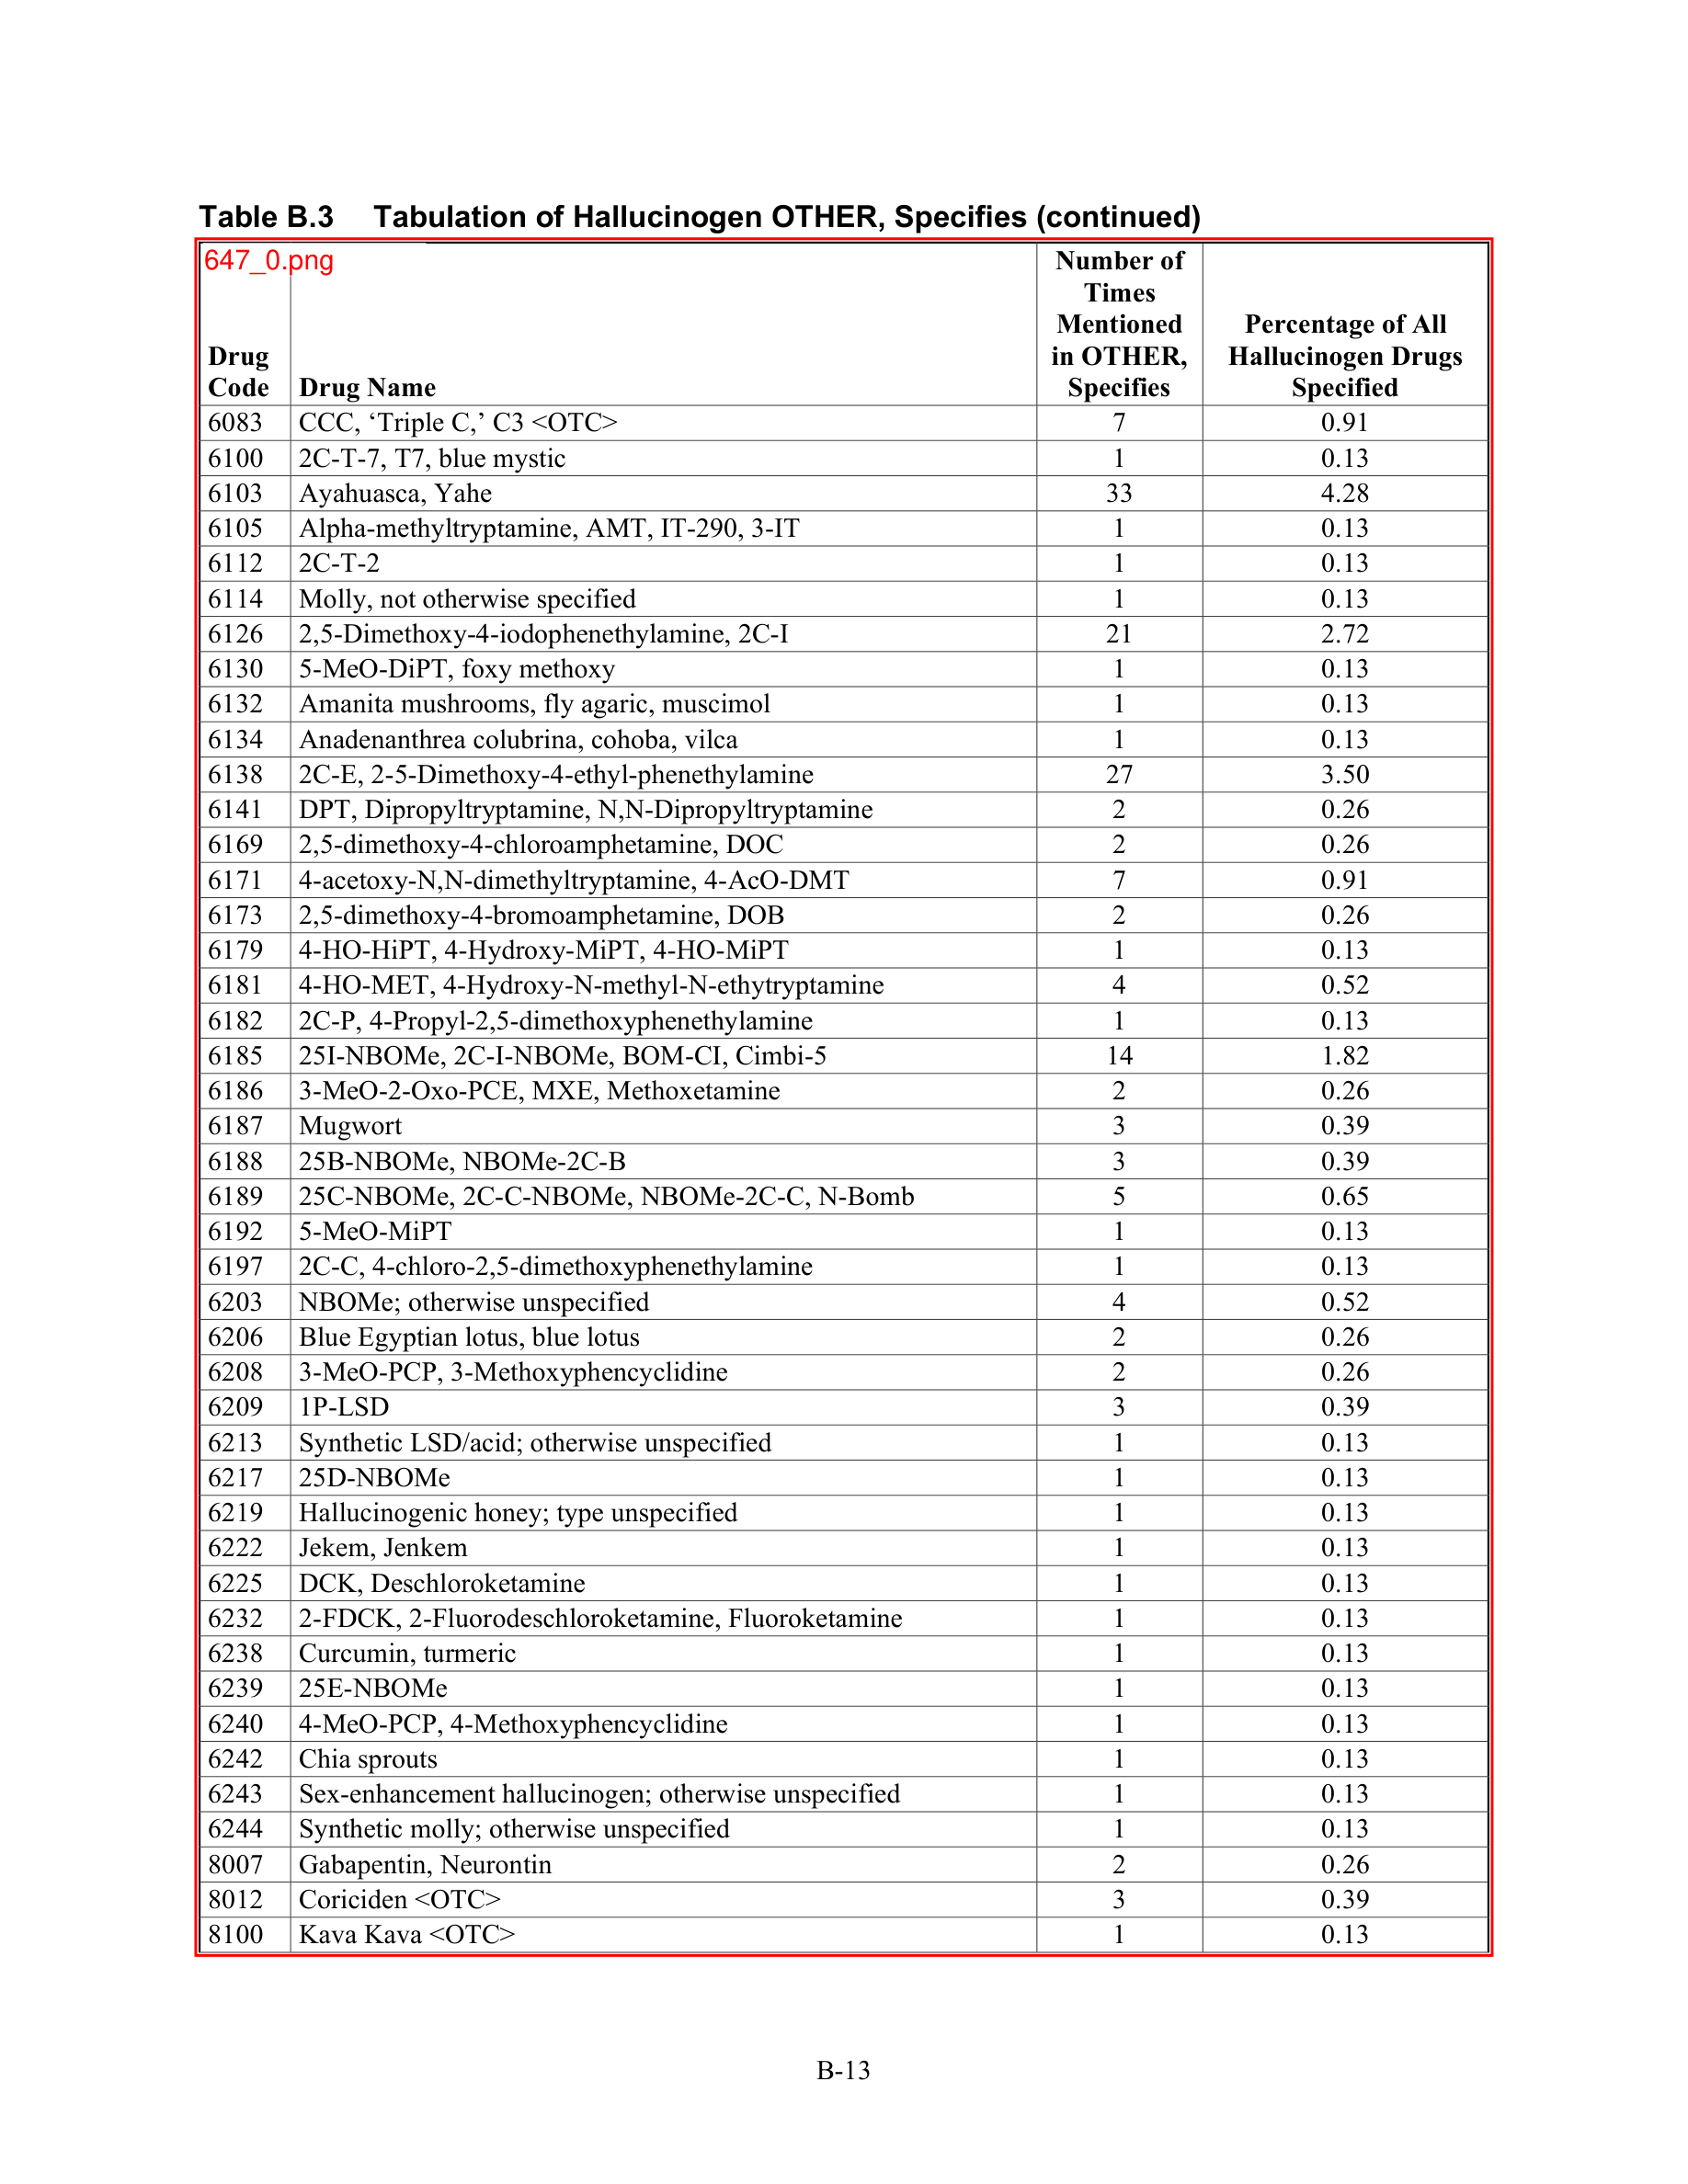 Table B.3 Tabulation of Hallucinogen OTHER, Specifies (continued)
647_0.png
Drug Code Drug Name Number of Times Mentioned in OTHER, Specifies Percentage of All Hallucinogen Drugs Specified
6083 CCC, ‘Triple C,’ C3 <OTC> 7 0.91
6100 2C-T-7, T7, blue mystic 1 0.13
6103 Ayahuasca, Yahe 33 4.28
6105 Alpha-methyltryptamine, AMT, IT-290, 3-IT 1 0.13
6112 2C-T-2 1 0.13
6114 Molly, not otherwise specified 1 0.13
6126 2,5-Dimethoxy-4-iodophenethylamine, 2C-I 21 2.72
6130 5-MeO-DiPT, foxy methoxy 1 0.13
6132 Amanita mushrooms, fly agaric, muscimol 1 0.13
6134 Anadenanthrea colubrina, cohoba, vilca 1 0.13
6138 2C-E, 2-5-Dimethoxy-4-ethyl-phenethylamine 27 3.50
6141 DPT, Dipropyltryptamine, N,N-Dipropyltryptamine 2 0.26
6169 2,5-dimethoxy-4-chloroamphetamine, DOC 2 0.26
6171 4-acetoxy-N,N-dimethyltryptamine, 4-AcO-DMT 7 0.91
6173 2,5-dimethoxy-4-bromoamphetamine, DOB 2 0.26
6179 4-HO-HiPT, 4-Hydroxy-MiPT, 4-HO-MiPT 1 0.13
6181 4-HO-MET, 4-Hydroxy-N-methyl-N-ethytryptamine 4 0.52
6182 2C-P, 4-Propyl-2,5-dimethoxyphenethylamine 1 0.13
6185 25I-NBOMe, 2C-I-NBOMe, BOM-CI, Cimbi-5 14 1.82
6186 3-MeO-2-Oxo-PCE, MXE, Methoxetamine 2 0.26
6187 Mugwort 3 0.39
6188 25B-NBOMe, NBOMe-2C-B 3 0.39
6189 25C-NBOMe, 2C-C-NBOMe, NBOMe-2C-C, N-Bomb 5 0.65
6192 5-MeO-MiPT 1 0.13
6197 2C-C, 4-chloro-2,5-dimethoxyphenethylamine 1 0.13
6203 NBOMe; otherwise unspecified 4 0.52
6206 Blue Egyptian lotus, blue lotus 2 0.26
6208 3-MeO-PCP, 3-Methoxyphencyclidine 2 0.26
6209 1P-LSD 3 0.39
6213 Synthetic LSD/acid; otherwise unspecified 1 0.13
6217 25D-NBOMe 1 0.13
6219 Hallucinogenic honey; type unspecified 1 0.13
6222 Jekem, Jenkem 1 0.13
6225 DCK, Deschloroketamine 1 0.13
6232 2-FDCK, 2-Fluorodeschloroketamine, Fluoroketamine 1 0.13
6238 Curcumin, turmeric 1 0.13
6239 25E-NBOMe 1 0.13
6240 4-MeO-PCP, 4-Methoxyphencyclidine 1 0.13
6242 Chia sprouts 1 0.13
6243 Sex-enhancement hallucinogen; otherwise unspecified 1 0.13
6244 Synthetic molly; otherwise unspecified 1 0.13
8007 Gabapentin, Neurontin 2 0.26
8012 Coriciden <OTC> 3 0.39
8100 Kava Kava <OTC> 1 0.13
B-13